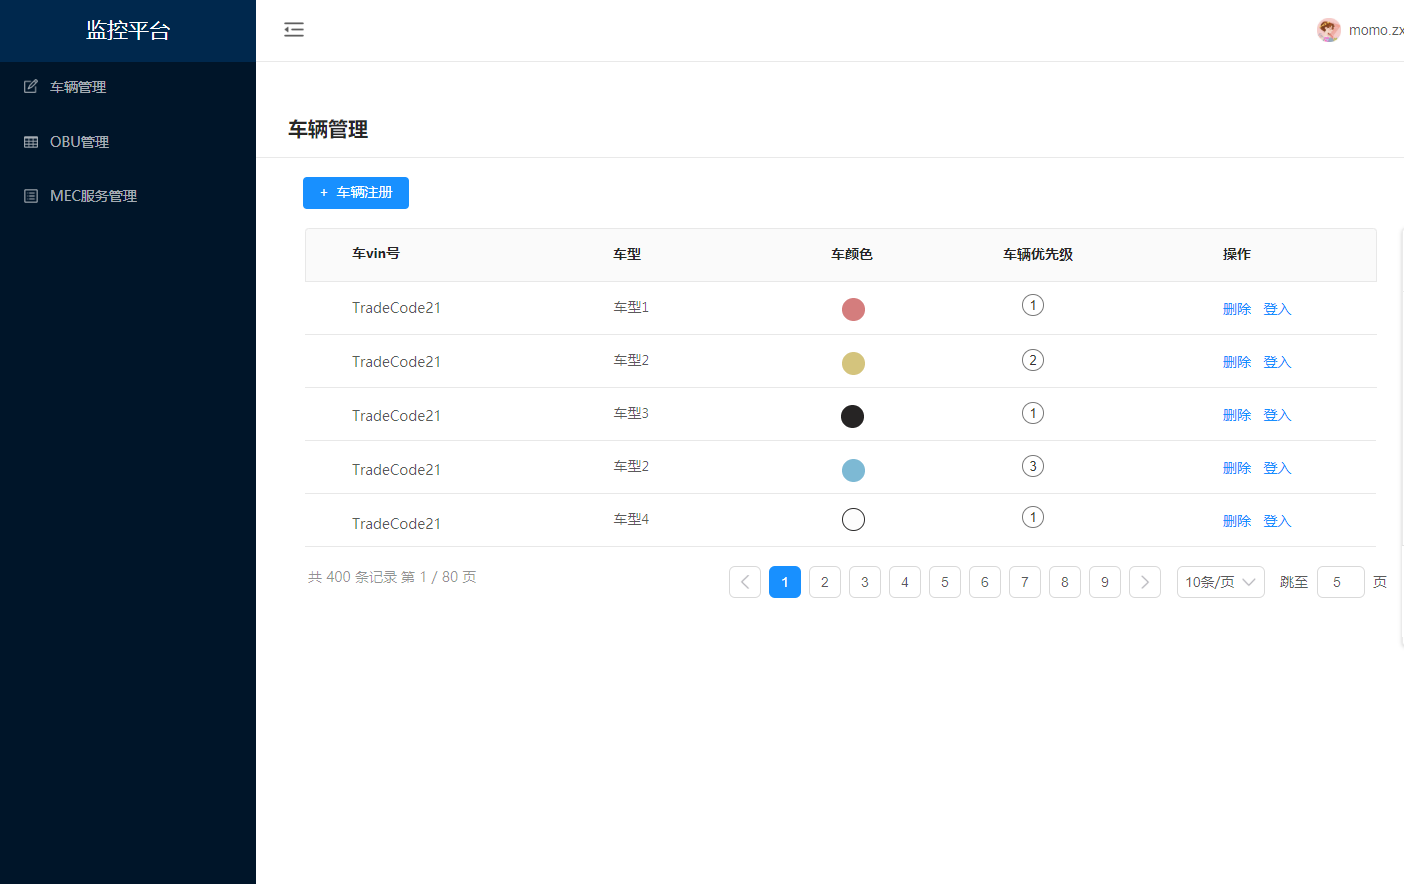 监控平台
momo.zx
车辆管理
OBU管理
MEC服务管理
车辆管理
+ 车辆注册
车vin号 车型 车颜色 车辆优先级 操作
TradeCode21 车型1 1 删除 登入
TradeCode21 车型2 2 删除 登入
TradeCode21 车型3 1 删除 登入
TradeCode21 车型2 3 删除 登入
TradeCode21 车型4 1 删除 登入
共 400 条记录 第 1 / 80 页 1 2 3 4 5 6 7 8 9 10条/页 跳至 5 页